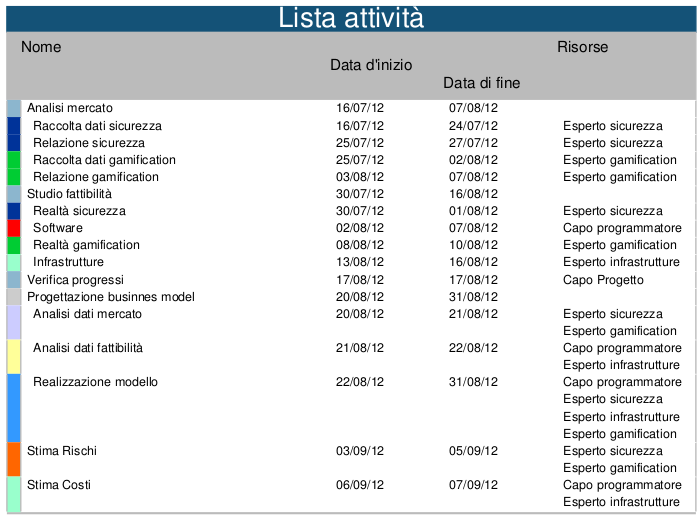 Lista attività
Nome Risorse
Data d'inizio
Data di fine
Analisi mercato 16/07/12 07/08/12
Raccolta dati sicurezza 16/07/12 24/07/12 Esperto sicurezza
Relazione sicurezza 25/07/12 27/07/12 Esperto sicurezza
Raccolta dati gamification 25/07/12 02/08/12 Esperto gamification
Relazione gamification 03/08/12 07/08/12 Esperto gamification
Studio fattibilità 30/07/12 16/08/12
Realtà sicurezza 30/07/12 01/08/12 Esperto sicurezza
Software 02/08/12 07/08/12 Capo programmatore
Realtà gamification 08/08/12 10/08/12 Esperto gamification
Infrastrutture 13/08/12 16/08/12 Esperto infrastrutture
Verifica progressi 17/08/12 17/08/12 Capo Progetto
Progettazione businnes model 20/08/12 31/08/12
Analisi dati mercato 20/08/12 21/08/12 Esperto sicurezza
Esperto gamification
Analisi dati fattibilità 21/08/12 22/08/12 Capo programmatore
Esperto infrastrutture
Realizzazione modello 22/08/12 31/08/12 Capo programmatore
Esperto sicurezza
Esperto infrastrutture
Esperto gamification
Stima Rischi 03/09/12 05/09/12 Esperto sicurezza
Esperto gamification
Stima Costi 06/09/12 07/09/12 Capo programmatore
Esperto infrastrutture